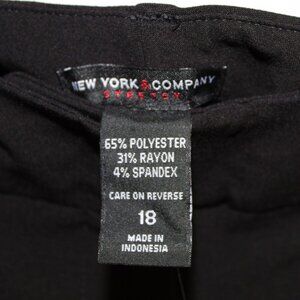 NEW YORK & COMPANY
STRETCH
65% POLYESTER
31% RAYON
4% SPANDEX
CARE ON REVERSE
18
MADE IN
INDONESIA